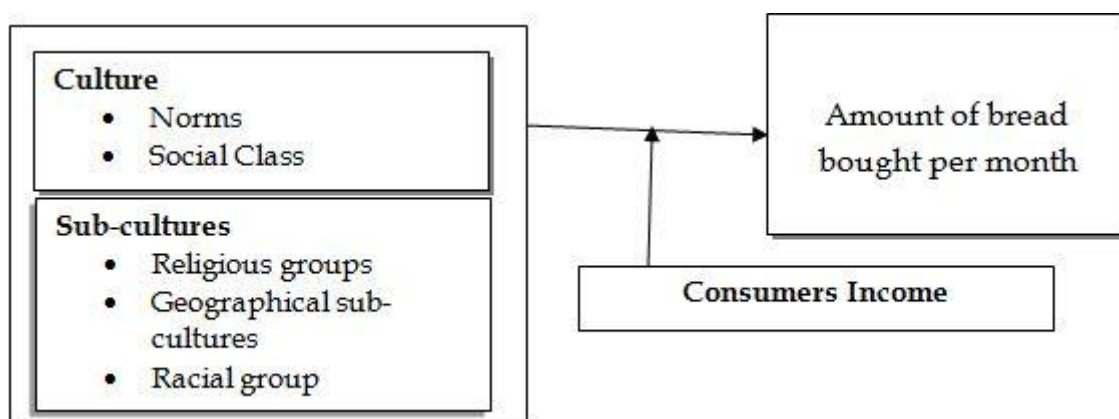 Culture
• Norms
• Social Class
Sub-cultures
• Religious groups
• Geographical sub-
cultures
• Racial group
Amount of bread
bought per month
Consumers Income